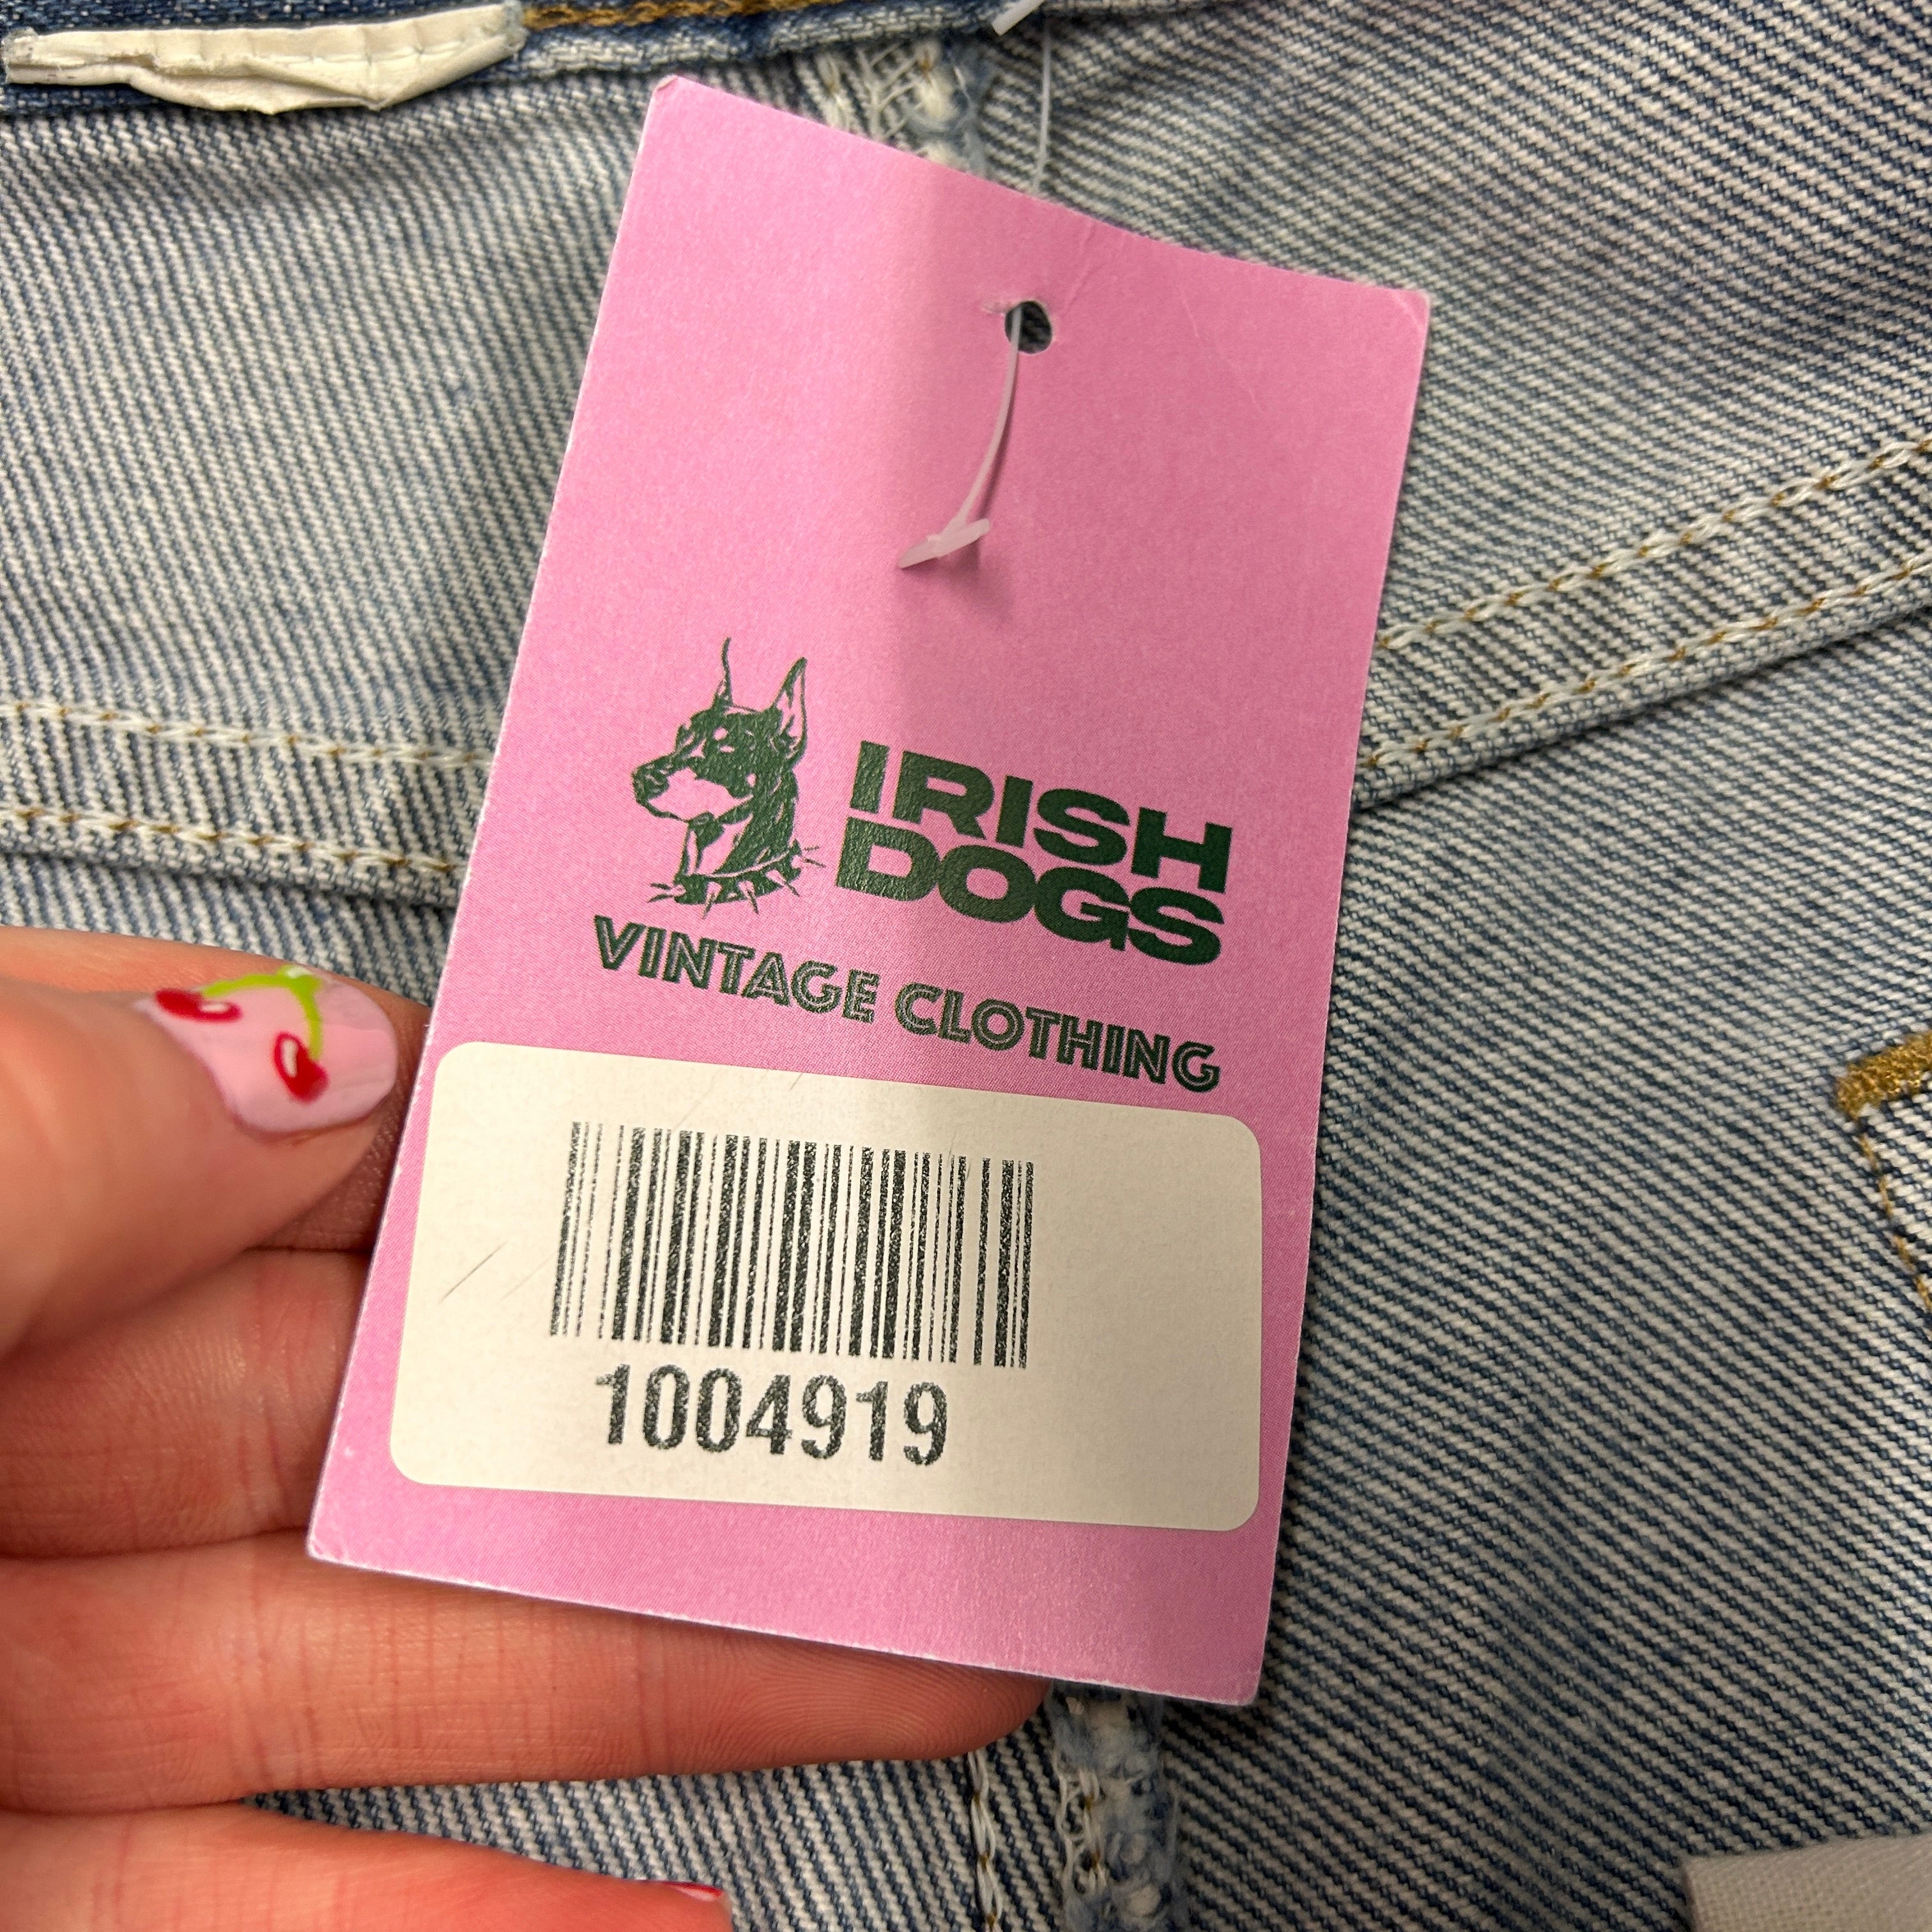 IRISH
DOGS
VINTAGE CLOTHING
1004919